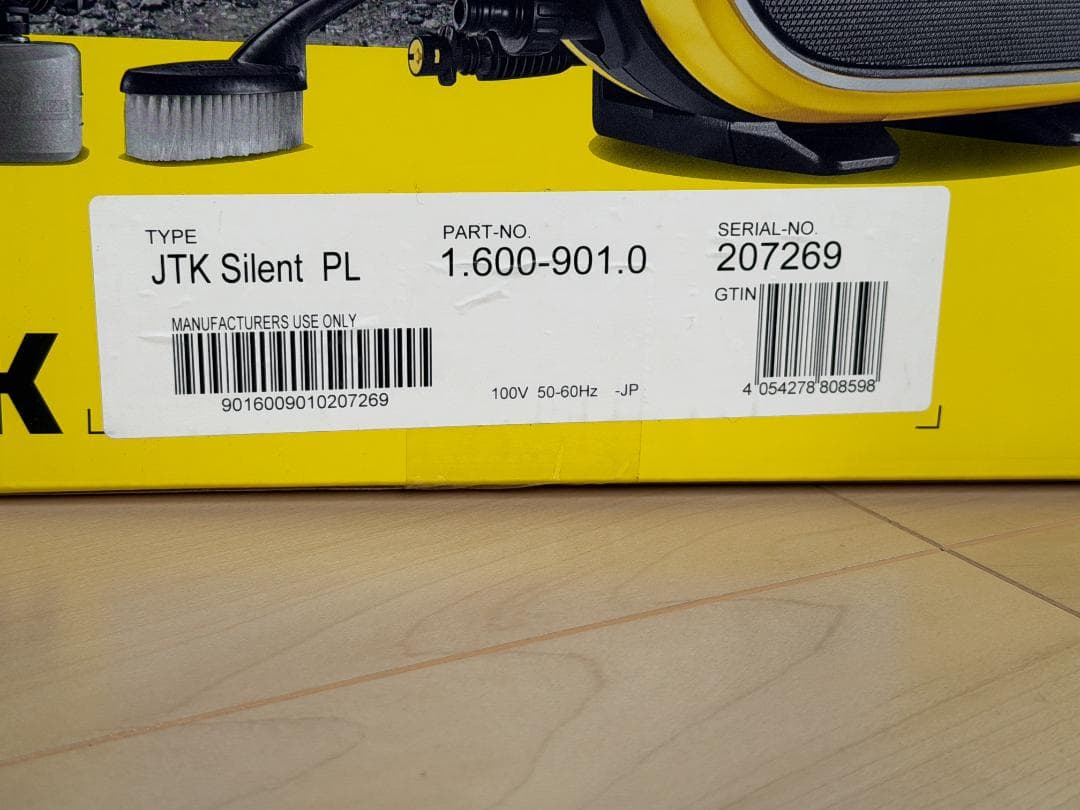 TYPE
JTK Silent PL
PART-NO.
1.600-901.0
SERIAL-NO.
207269
GTIN
4 054278 808598
MANUFACTURERS USE ONLY
9016009010207269
100V 50-60Hz -JP
K